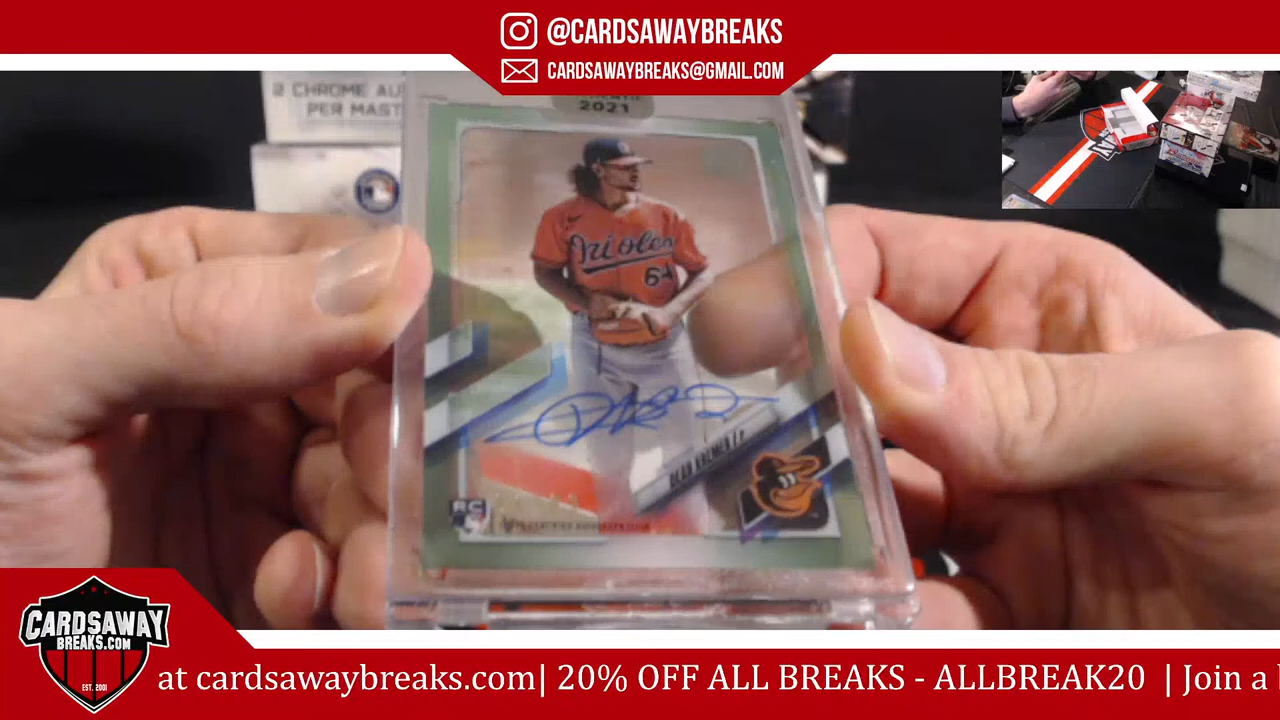 @CARDSAWAYBREAKS
CARDSAWAYBREAKS@GMAIL.COM
2 CHROME AU
PER MAST
2021
Orioles
64
DEAN KREMER / P
RC
CARDSAWAY
BREAKS.COM
EST. 2001
at cardsawaybreaks.com| 20% OFF ALL BREAKS - ALLBREAK20 | Join a